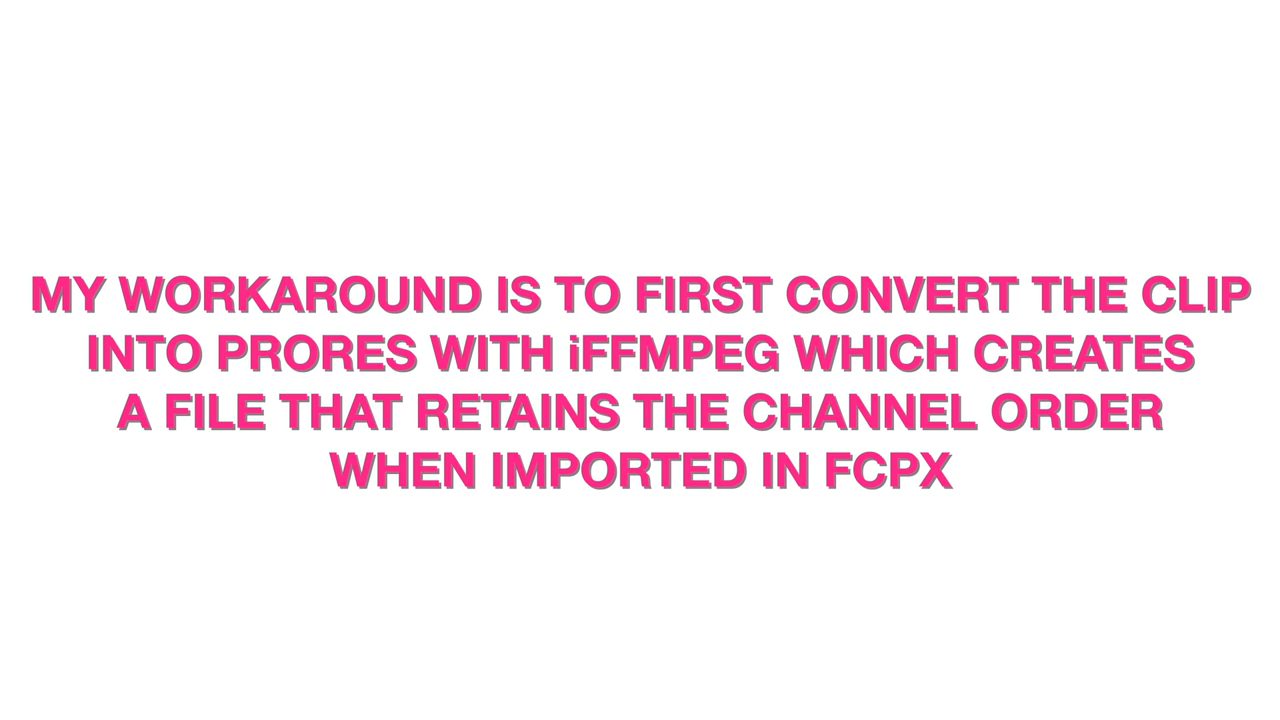 MY WORKAROUND IS TO FIRST CONVERT THE CLIP
INTO PRORES WITH iFFMPEG WHICH CREATES
A FILE THAT RETAINS THE CHANNEL ORDER
WHEN IMPORTED IN FCPX